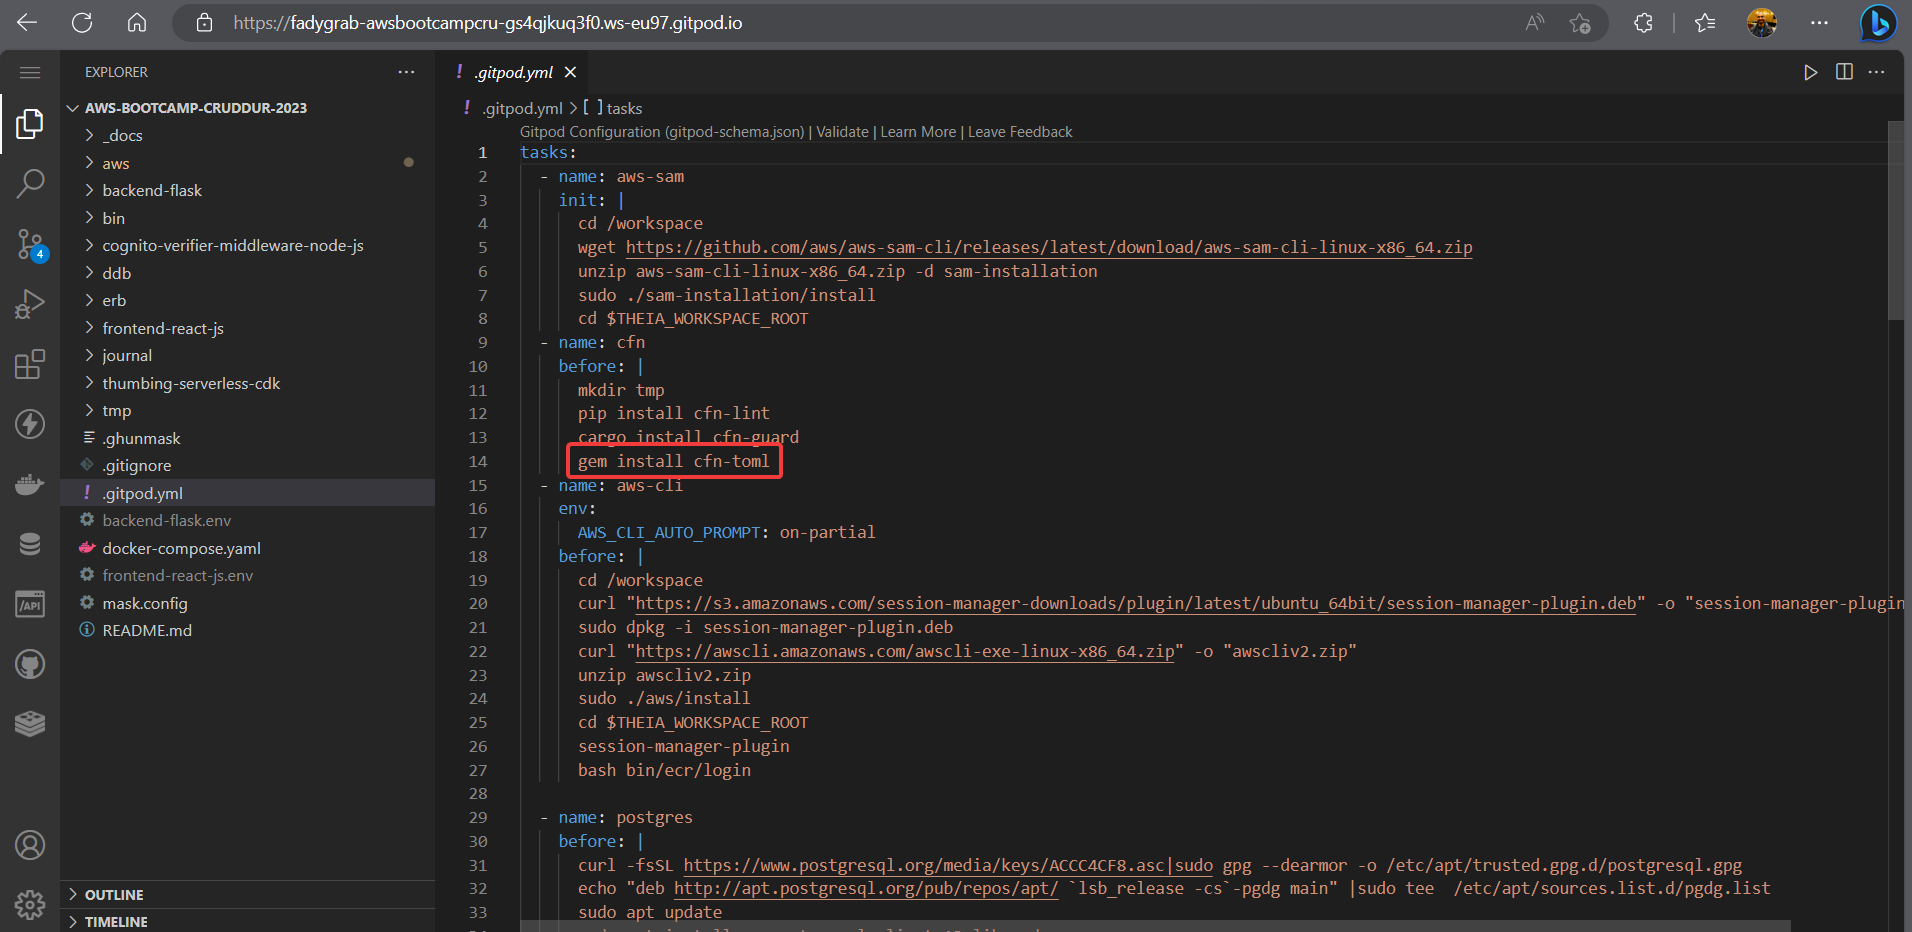 https://fadygrab-awsbootcampcru-gs4qjkuq3f0.ws-eu97.gitpod.io
EXPLORER
AWS-BOOTCAMP-CRUDDUR-2023
_docs
aws
backend-flask
bin
cognito-verifier-middleware-node-js
ddb
erb
frontend-react-js
journal
thumbing-serverless-cdk
tmp
.ghunmask
.gitignore
.gitpod.yml
backend-flask.env
docker-compose.yaml
frontend-react-js.env
mask.config
README.md
OUTLINE
TIMELINE
4
/API
! .gitpod.yml
! .gitpod.yml > [ ] tasks
Gitpod Configuration (gitpod-schema.json) | Validate | Learn More | Leave Feedback
1 tasks:
2 - name: aws-sam
3 init: |
4 cd /workspace
5 wget https://github.com/aws/aws-sam-cli/releases/latest/download/aws-sam-cli-linux-x86_64.zip
6 unzip aws-sam-cli-linux-x86_64.zip -d sam-installation
7 sudo ./sam-installation/install
8 cd $THEIA_WORKSPACE_ROOT
9 - name: cfn
10 before: |
11 mkdir tmp
12 pip install cfn-lint
13 cargo install cfn-guard
14 gem install cfn-toml
15 - name: aws-cli
16 env:
17 AWS_CLI_AUTO_PROMPT: on-partial
18 before: |
19 cd /workspace
20 curl "https://s3.amazonaws.com/session-manager-downloads/plugin/latest/ubuntu_64bit/session-manager-plugin.deb" -o "session-manager-plugin
21 sudo dpkg -i session-manager-plugin.deb
22 curl "https://awscli.amazonaws.com/awscli-exe-linux-x86_64.zip" -o "awscliv2.zip"
23 unzip awscliv2.zip
24 sudo ./aws/install
25 cd $THEIA_WORKSPACE_ROOT
26 session-manager-plugin
27 bash bin/ecr/login
28
29 - name: postgres
30 before: |
31 curl -fsSL https://www.postgresql.org/media/keys/ACCC4CF8.asc|sudo gpg --dearmor -o /etc/apt/trusted.gpg.d/postgresql.gpg
32 echo "deb http://apt.postgresql.org/pub/repos/apt/ `lsb_release -cs`-pgdg main" |sudo tee  /etc/apt/sources.list.d/pgdg.list
33 sudo apt update